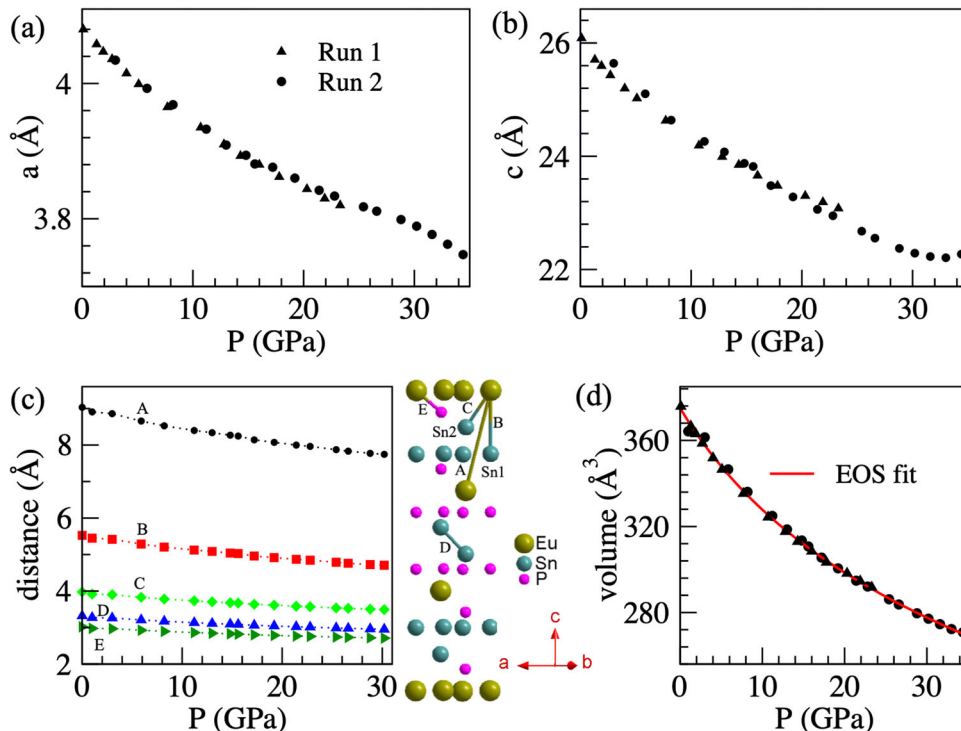 (a)
Run 1
Run 2
4
3.8
a (Å)
0 10 20 30
P (GPa)
(b)
26
24
22
c (Å)
0 10 20 30
P (GPa)
(c)
8
6
4
2
distance (Å)
A
B
C
D
E
0 10 20 30
P (GPa)
E
C
B
Sn2
A
Sn1
D
Eu
Sn
P
c
a
b
(d)
360
320
280
volume (Å³)
EOS fit
0 10 20 30
P (GPa)